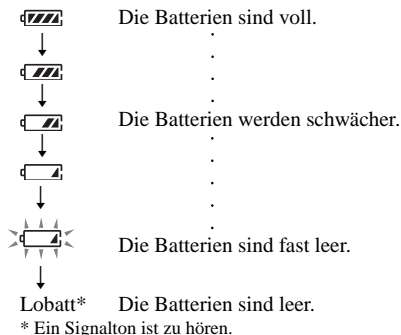 Die Batterien sind voll.
Die Batterien werden schwächer.
Die Batterien sind fast leer.
Lobatt* Die Batterien sind leer.
* Ein Signalton ist zu hören.